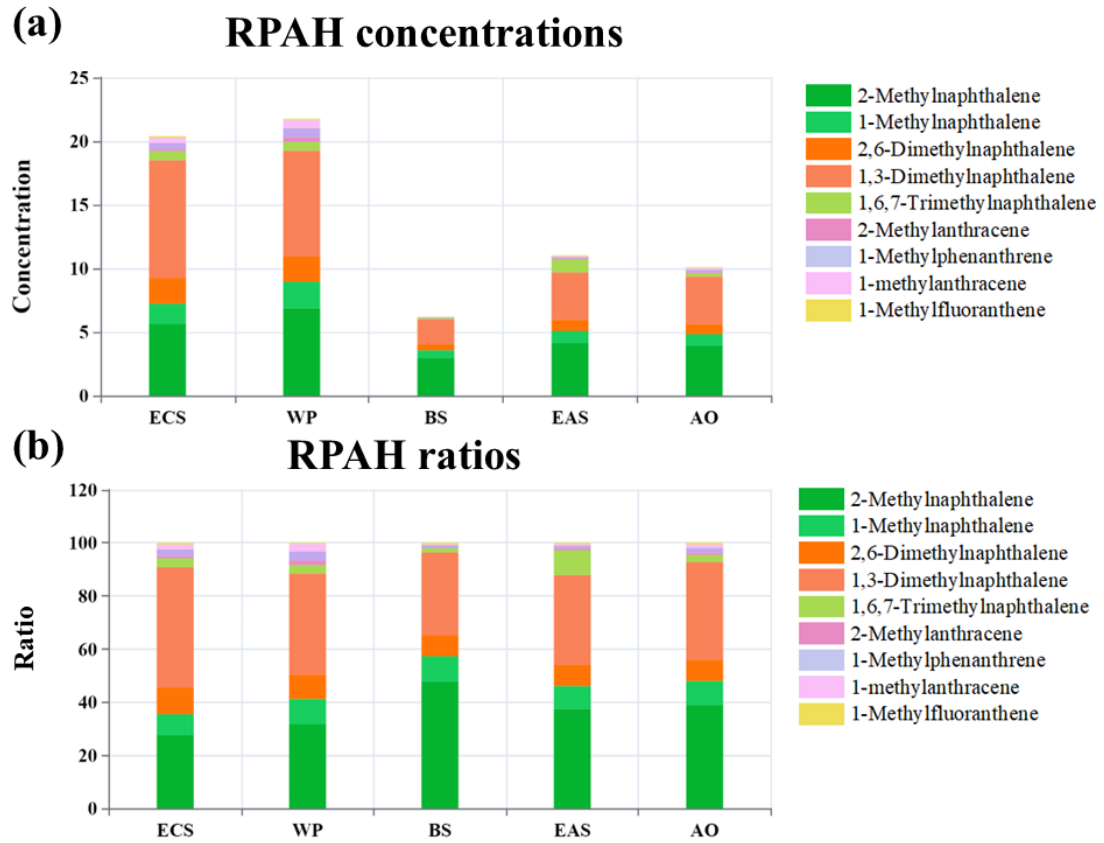 (a)
RPAH concentrations
25
20
15
10
5
0
Concentration
ECS WP BS EAS AO
2-Methylnaphthalene
1-Methylnaphthalene
2,6-Dimethylnaphthalene
1,3-Dimethylnaphthalene
1,6,7-Trimethylnaphthalene
2-Methylanthracene
1-Methylphenanthrene
1-methylanthracene
1-Methylfluoranthene
(b)
RPAH ratios
120
100
80
60
40
20
0
Ratio
ECS WP BS EAS AO
2-Methylnaphthalene
1-Methylnaphthalene
2,6-Dimethylnaphthalene
1,3-Dimethylnaphthalene
1,6,7-Trimethylnaphthalene
2-Methylanthracene
1-Methylphenanthrene
1-methylanthracene
1-Methylfluoranthene